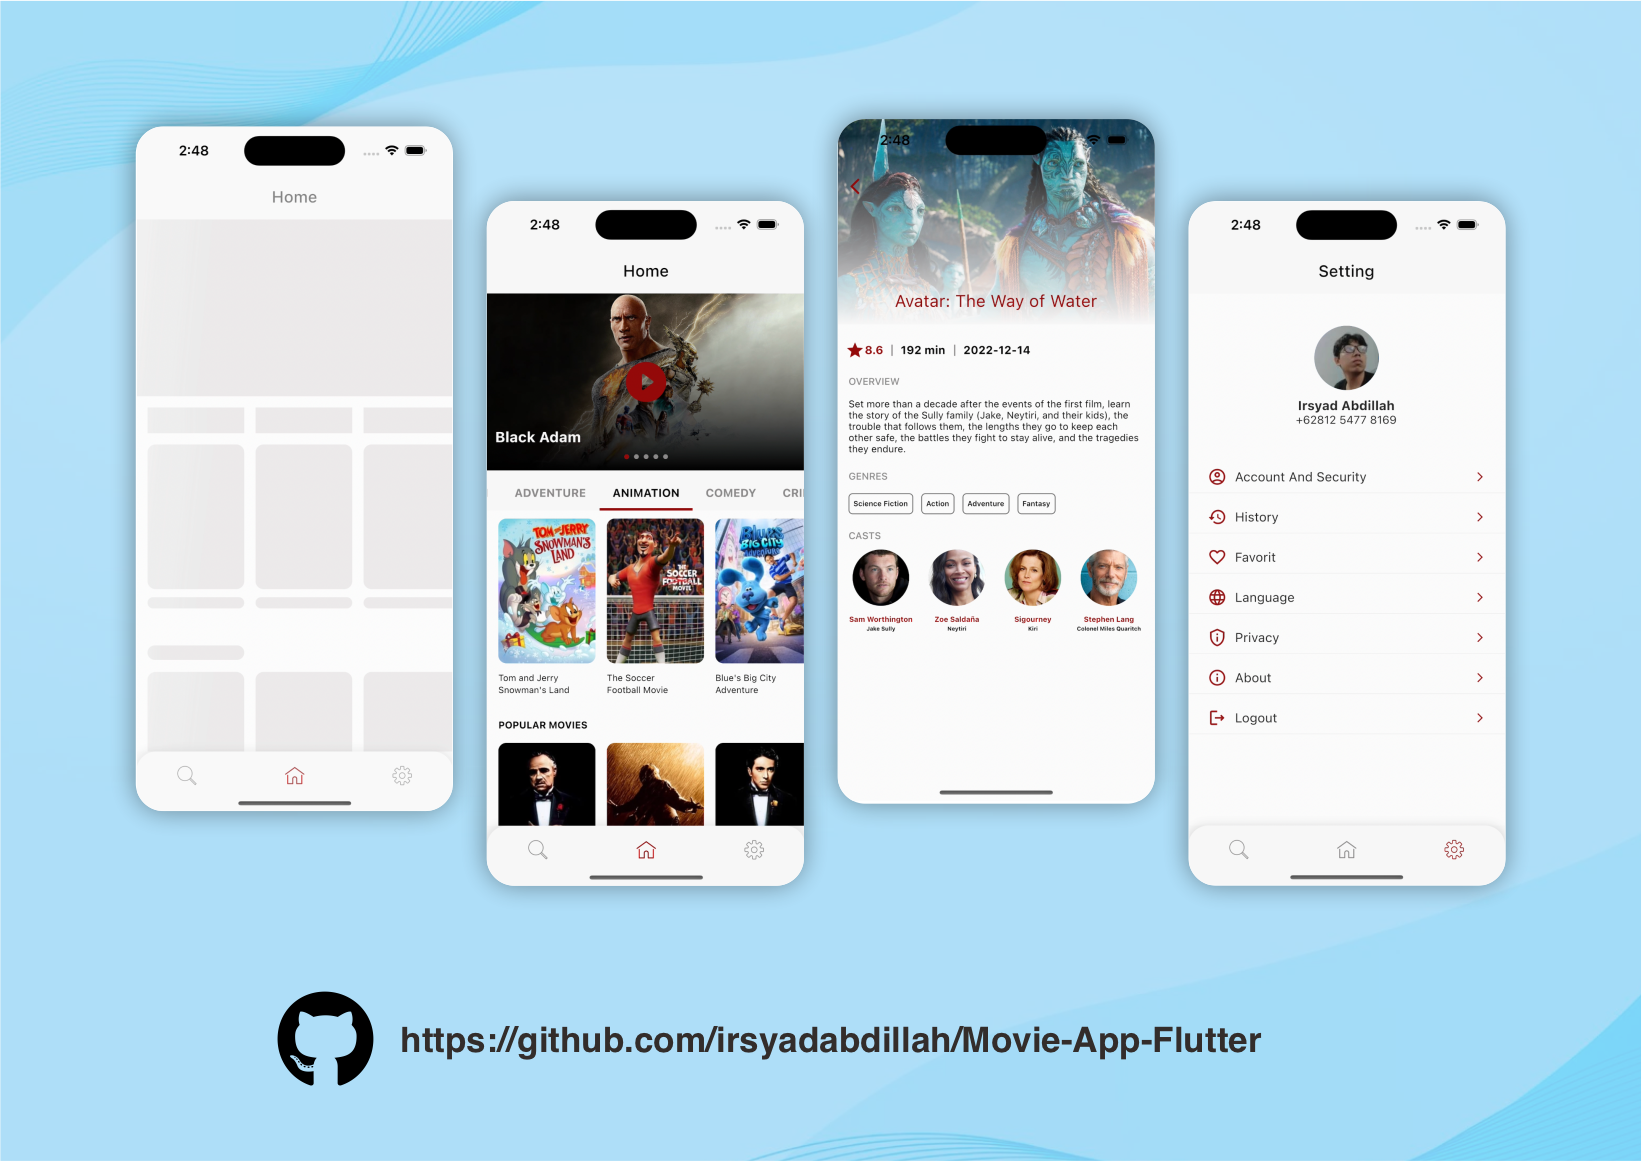 2:48
Home
2:48
Home
Black Adam
ADVENTURE ANIMATION COMEDY CRI
TOM AND JERRY
SNOWMAN'S
LAND
THE
SOCCER
FOOTBALL
MOVIE
Blue's
BIG CITY
ADVENTURE
Tom and Jerry
Snowman's Land
The Soccer
Football Movie
Blue's Big City
Adventure
POPULAR MOVIES
2:48
Avatar: The Way of Water
8.6 | 192 min | 2022-12-14
OVERVIEW
Set more than a decade after the events of the first film, learn
the story of the Sully family (Jake, Neytiri, and their kids), the
trouble that follows them, the lengths they go to keep each
other safe, the battles they fight to stay alive, and the tragedies
they endure.
GENRES
Science Fiction Action Adventure Fantasy
CASTS
Sam Worthington Zoe Saldaña Sigourney Stephen Lang
Jake Sully Neytiri Kiri Colonel Miles Quaritch
2:48
Setting
Irsyad Abdillah
+62812 5477 8169
Account And Security
History
Favorit
Language
Privacy
About
Logout
https://github.com/irsyadabdillah/Movie-App-Flutter